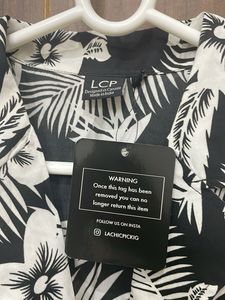 LCP
Designed in Canada
Made in India
WARNING
Once this tag has been
removed you can no
longer return this item
FOLLOW US ON INSTA
LACHICPICKIG